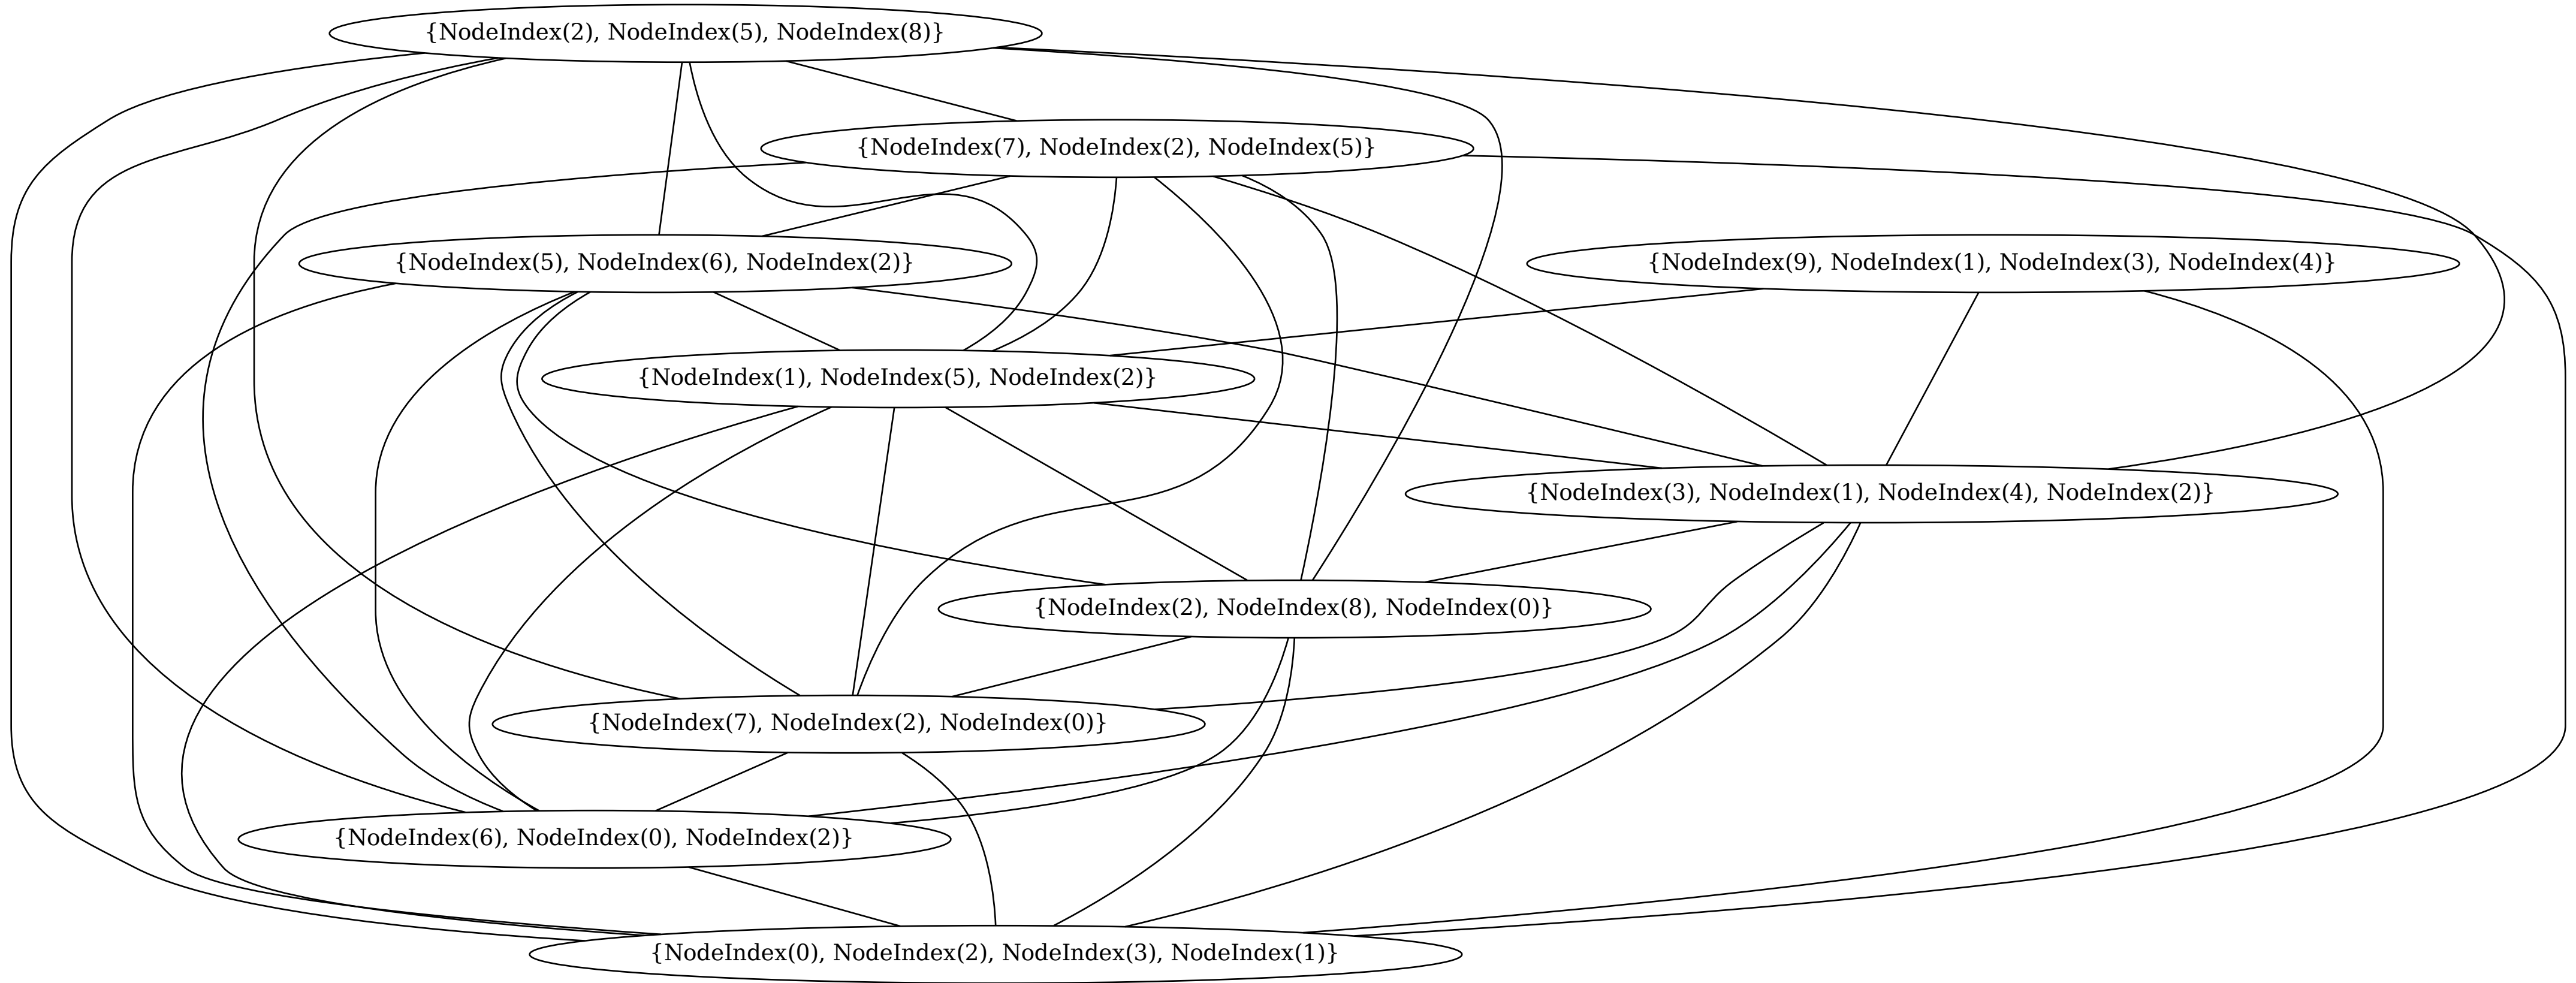 {NodeIndex(2), NodeIndex(5), NodeIndex(8)}
{NodeIndex(7), NodeIndex(2), NodeIndex(5)}
{NodeIndex(5), NodeIndex(6), NodeIndex(2)}
{NodeIndex(9), NodeIndex(1), NodeIndex(3), NodeIndex(4)}
{NodeIndex(1), NodeIndex(5), NodeIndex(2)}
{NodeIndex(3), NodeIndex(1), NodeIndex(4), NodeIndex(2)}
{NodeIndex(2), NodeIndex(8), NodeIndex(0)}
{NodeIndex(7), NodeIndex(2), NodeIndex(0)}
{NodeIndex(6), NodeIndex(0), NodeIndex(2)}
{NodeIndex(0), NodeIndex(2), NodeIndex(3), NodeIndex(1)}